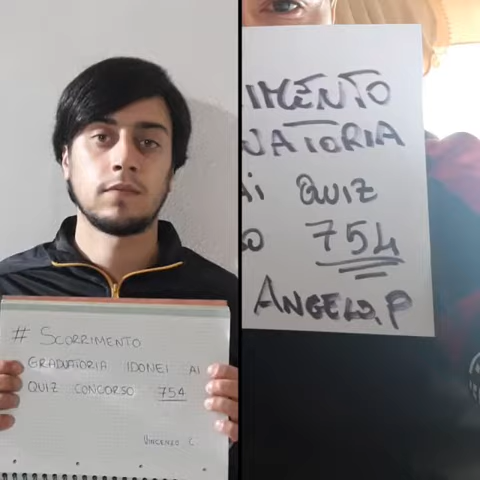 # SCORRIMENTO
GRADUATORIA IDONEI AI
QUIZ CONCORSO 754
VINCENZO C
IMENTO
UATORIA
Ai QUIZ
O 754
ANGELO.P